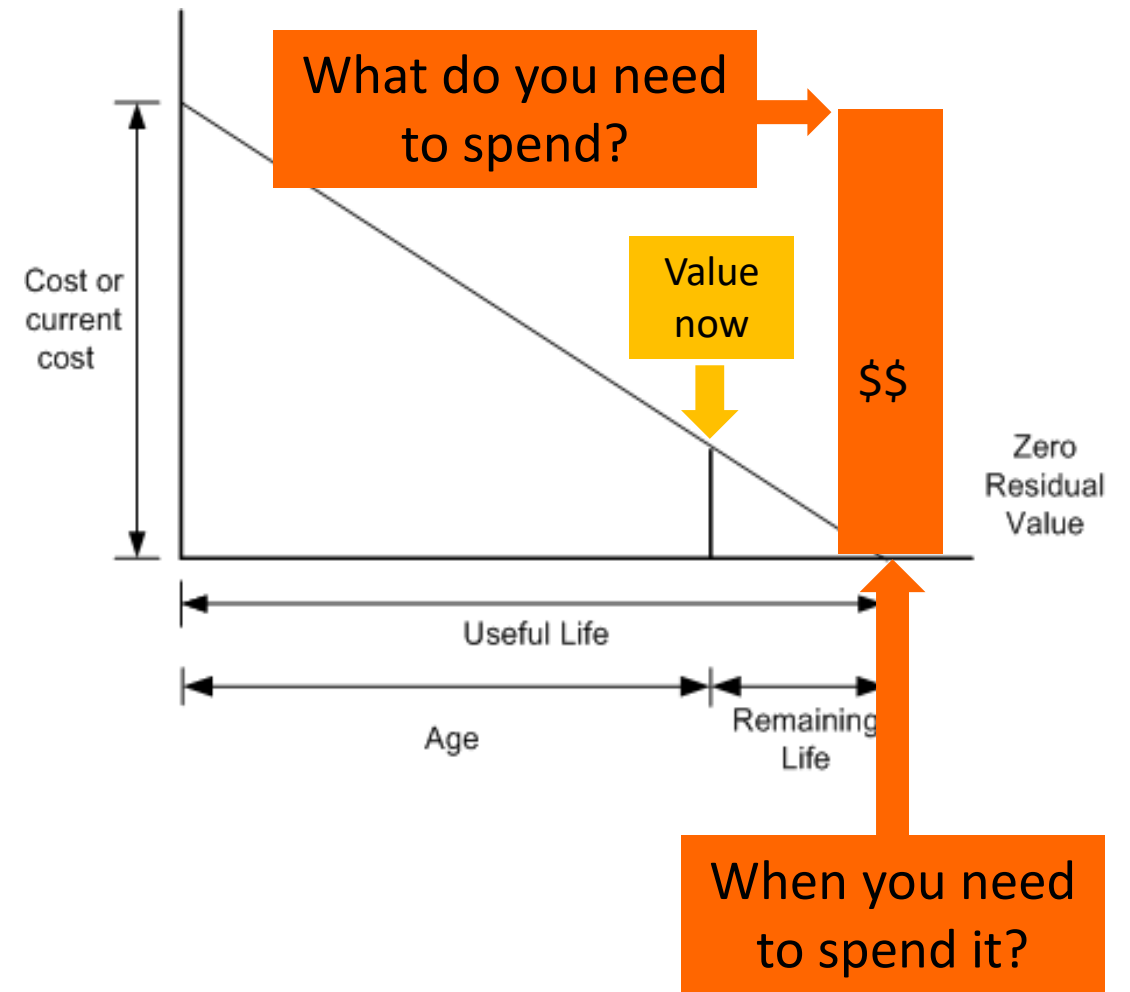 What do you need
to spend?
Value
now
Cost or
current
cost
$$
Zero
Residual
Value
Useful Life
Age
Remaining
Life
When you need
to spend it?